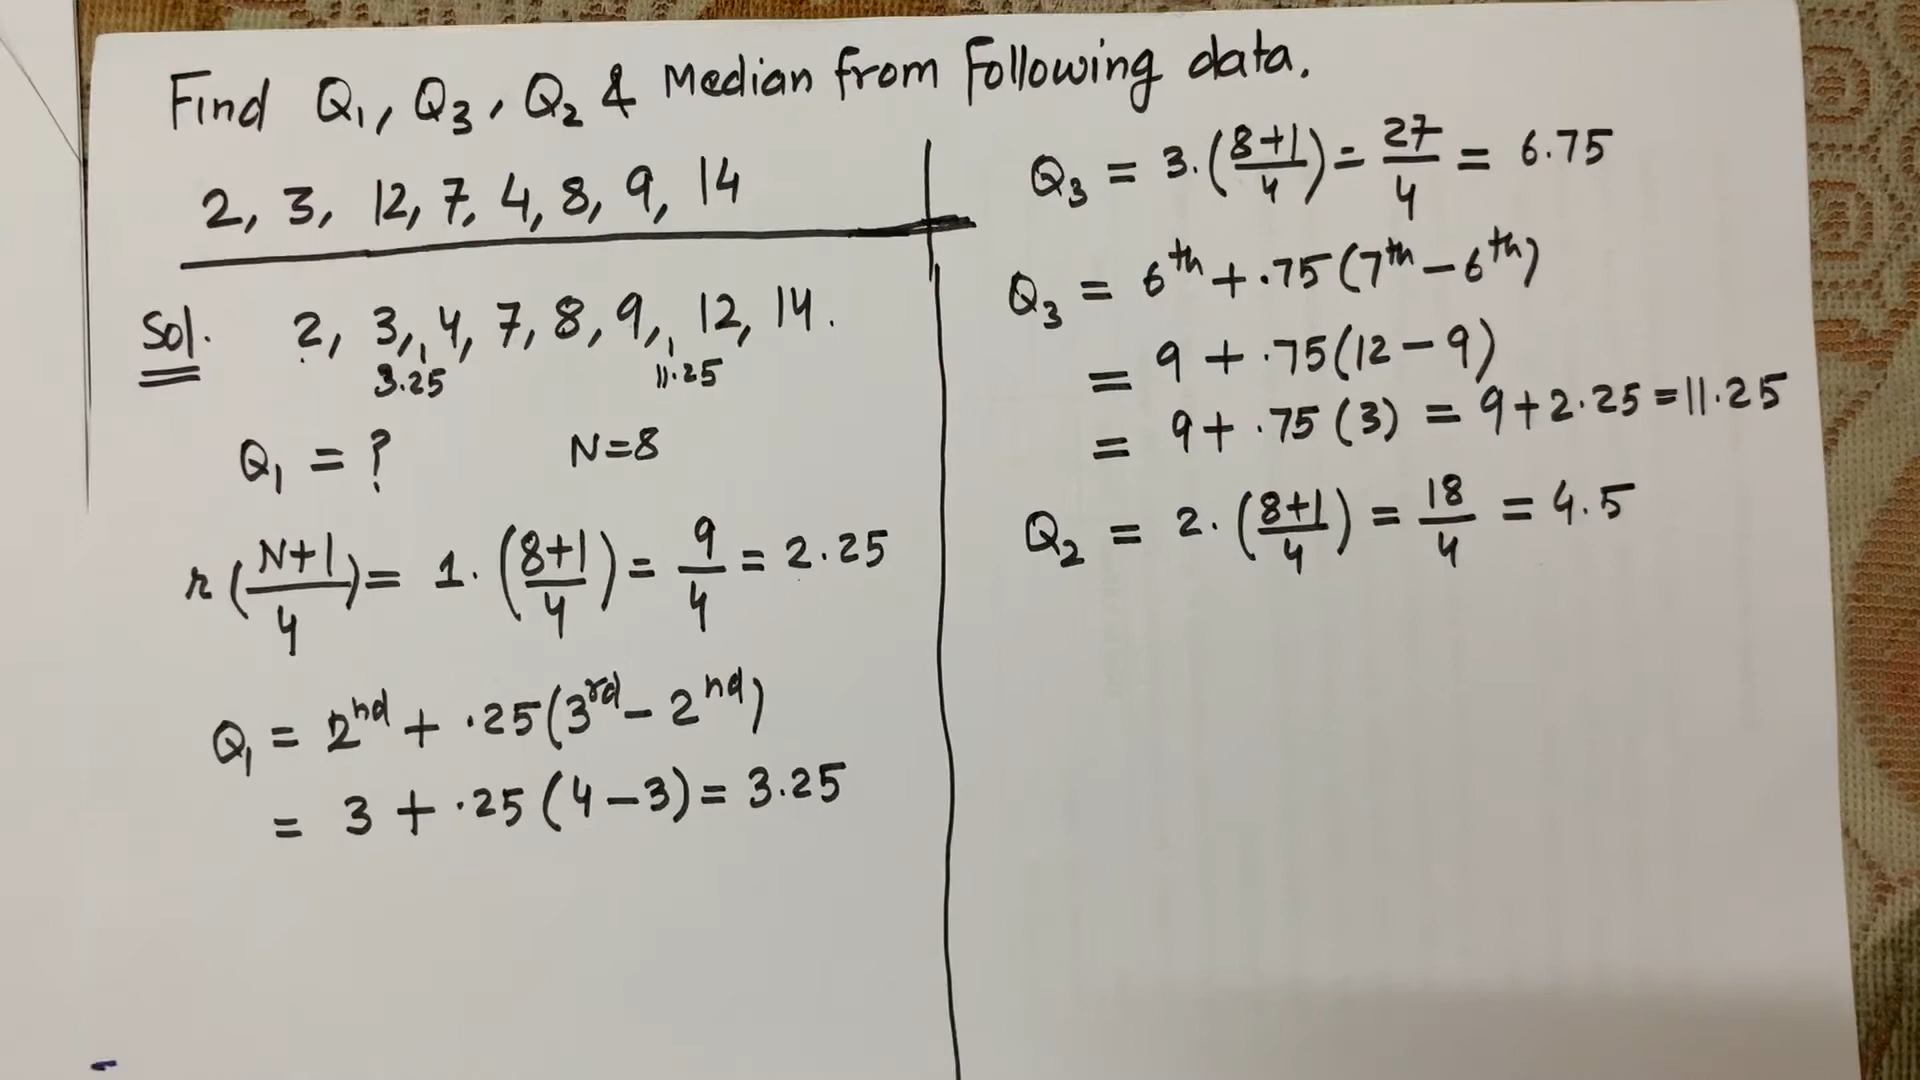 Find Q₁, Q₃, Q₂ & Median from Following data.
2, 3, 12, 7, 4, 8, 9, 14
Sol. 2, 3, 4, 7, 8, 9, 12, 14.
3.25 11.25
Q₁ = ? N=8
r(N+1/4) = 1.(8+1/4) = 9/4 = 2.25
Q₁ = 2nd + .25(3rd - 2nd)
= 3 + .25(4-3) = 3.25
Q₃ = 3.(8+1/4) = 27/4 = 6.75
Q₃ = 6th + .75(7th - 6th)
= 9 + .75(12-9)
= 9 + .75(3) = 9+2.25 = 11.25
Q₂ = 2.(8+1/4) = 18/4 = 4.5